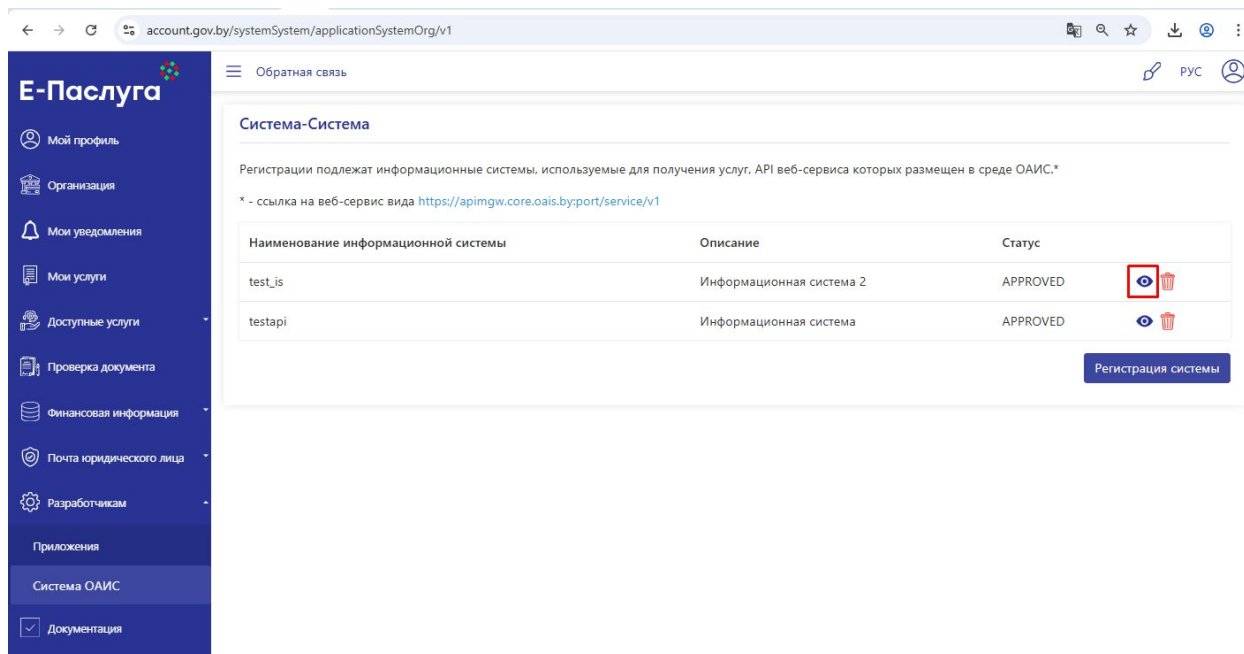 account.gov.by/systemSystem/applicationSystemOrg/v1
Е-Паслуга
Обратная связь
РУС
Мой профиль
Организация
Мои уведомления
Мои услуги
Доступные услуги
Проверка документа
Финансовая информация
Почта юридического лица
Разработчикам
Приложения
Система ОАИС
Документация
Система-Система
Регистрации подлежат информационные системы, используемые для получения услуг, API веб-сервиса которых размещен в среде ОАИС.*
* - ссылка на веб-сервис вида https://apimgw.core.oais.by:port/service/v1
Наименование информационной системы Описание Статус
test_is Информационная система 2 APPROVED
testapi Информационная система APPROVED
Регистрация системы